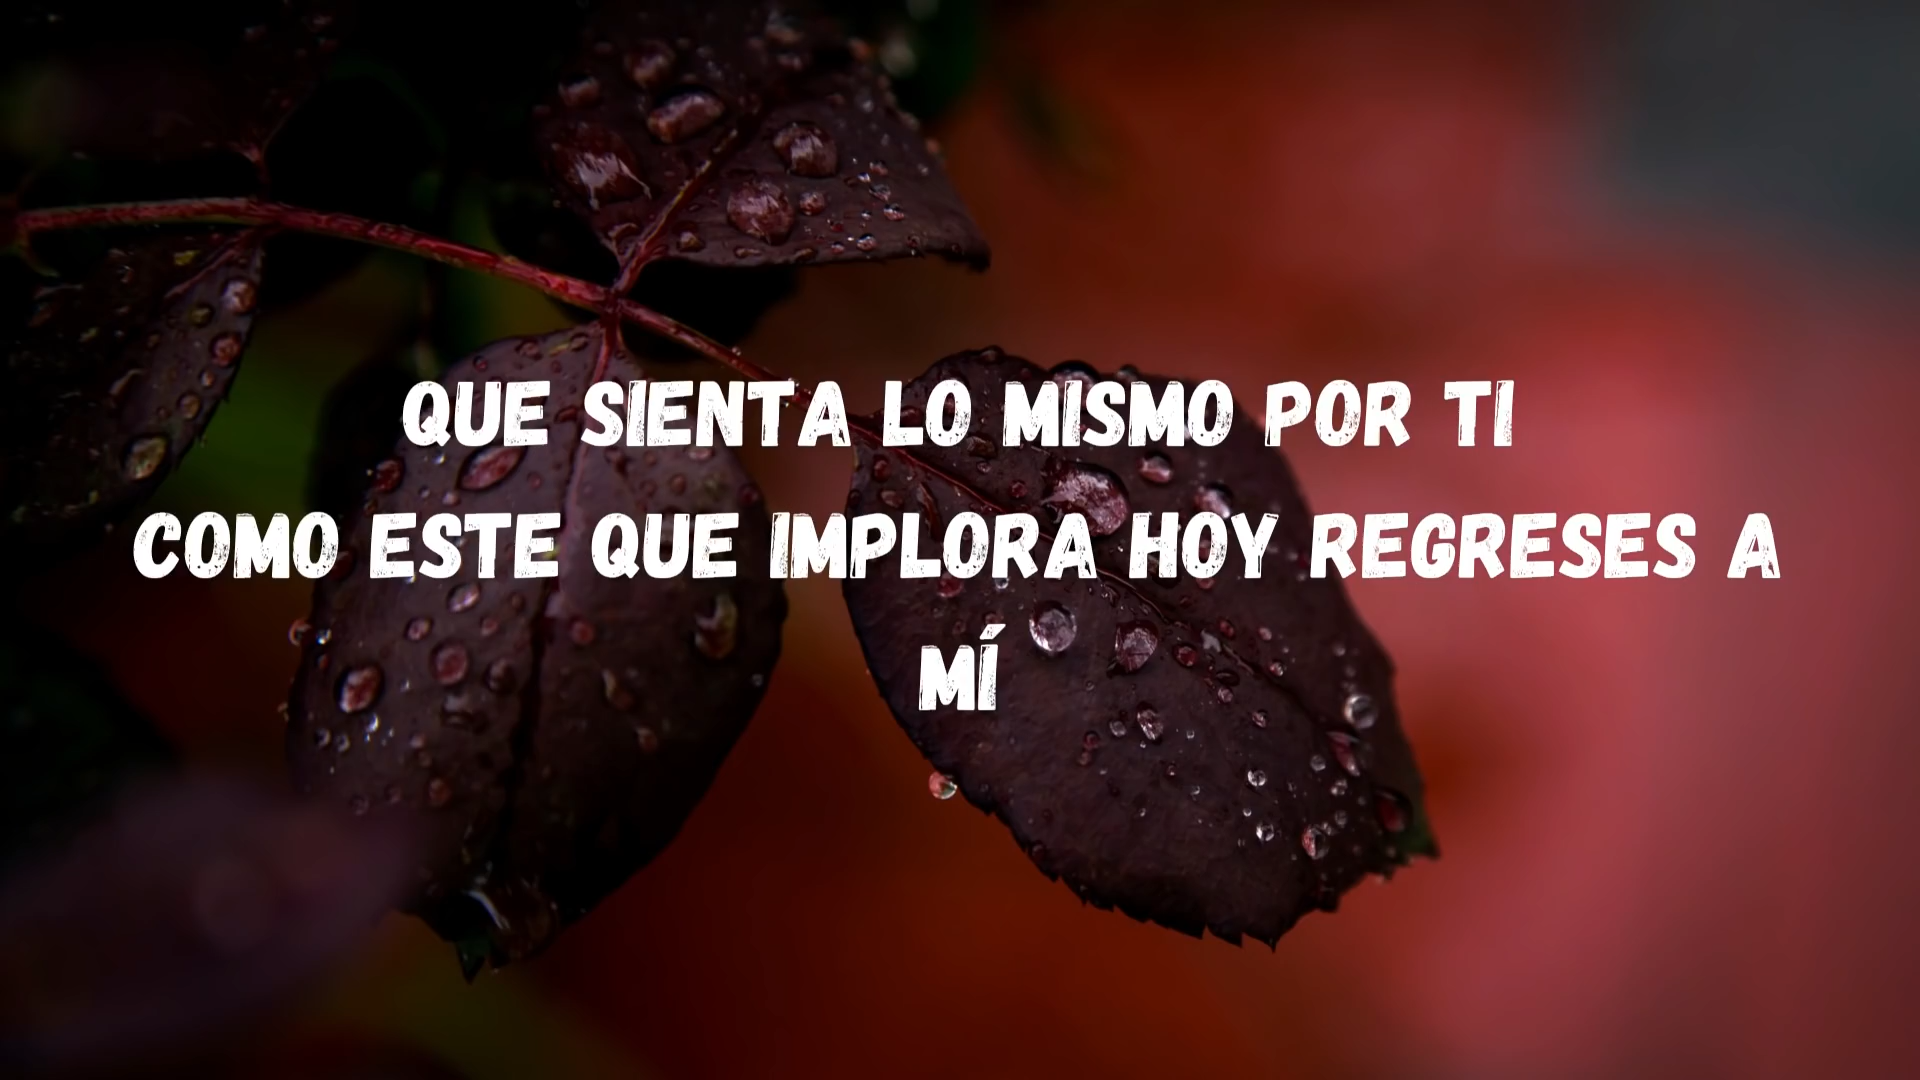 QUE SIENTA LO MISMO POR TI
COMO ESTE QUE IMPLORA HOY REGRESES A
MÍ